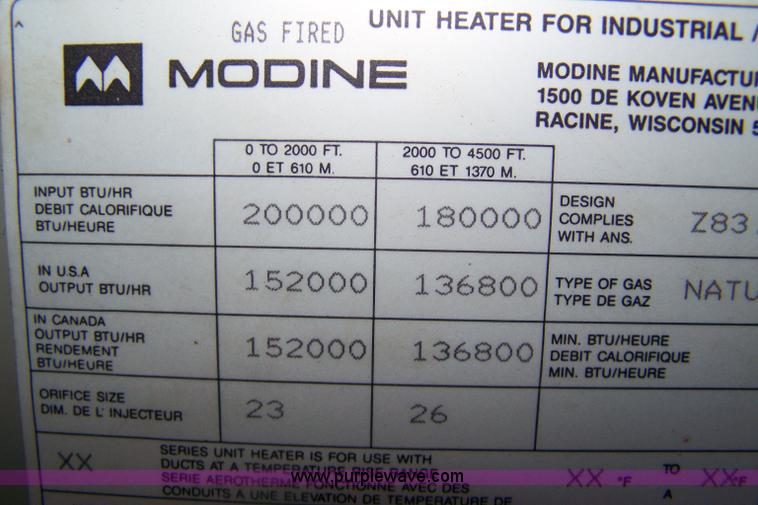 GAS FIRED
UNIT HEATER FOR INDUSTRIAL /
MODINE
MODINE
1500 DE KOVEN
RACINE, WISCONSIN
0 TO 2000 FT.
0 ET 610 M.
2000 TO 4500 FT.
610 ET 1370 M.
INPUT BTU/HR
DEBIT CALORIFIQUE
BTU/HEURE
200000
180000
DESIGN
COMPLIES
WITH ANS.
Z83
IN U.S.A
OUTPUT BTU/HR
152000
136800
TYPE OF GAS
TYPE DE GAZ
NATU
IN CANADA
OUTPUT BTU/HR
RENDEMENT
BTU/HEURE
152000
136800
MIN. BTU/HEURE
DEBIT CALORIFIQUE
MIN. BTU/HEURE
ORIFICE SIZE
DIM. DE L' INJECTEUR
23
26
XX
SERIES UNIT HEATER IS FOR USE WITH
DUCTS AT A TEMPERATURE RISE RANGE
SERIE AEROTHERME FONCTIONNE AVEC DES
CONDUITS A UNE ELEVATION DE TEMPERATURE DE
XX °F
TO
A
XX °F
www.purplewave.com